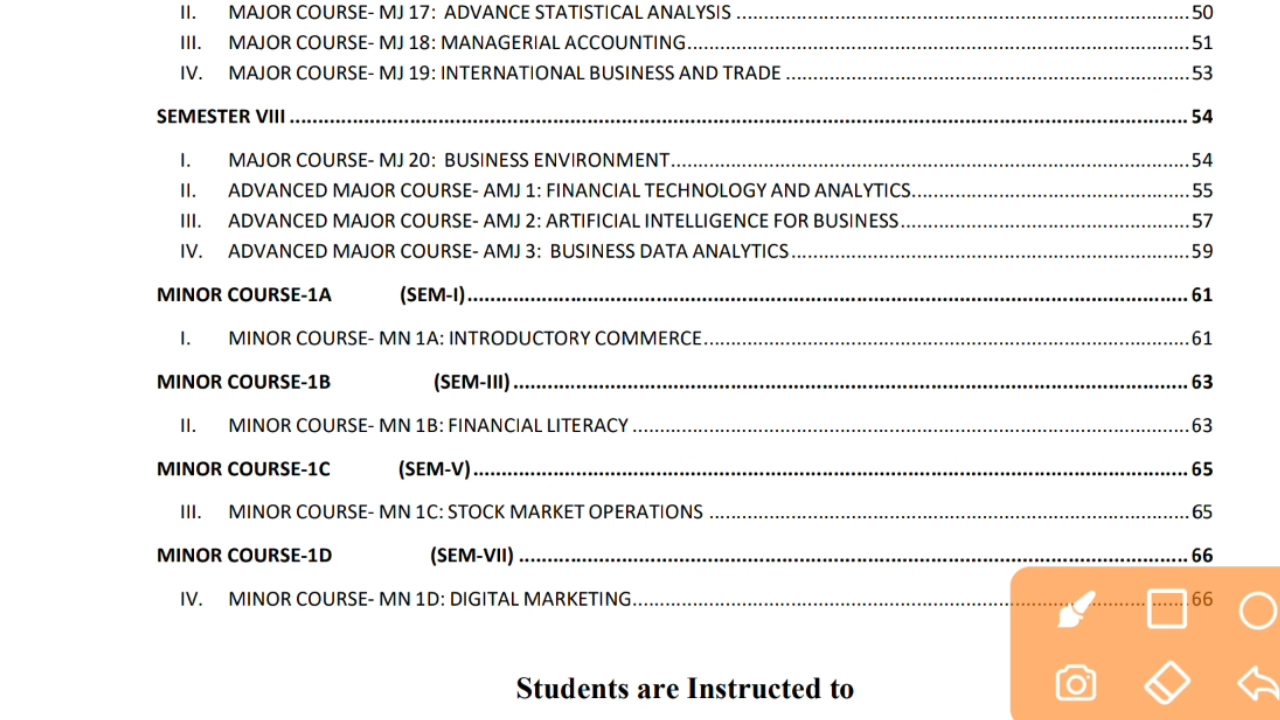 II. MAJOR COURSE- MJ 17: ADVANCE STATISTICAL ANALYSIS ........ 50
III. MAJOR COURSE- MJ 18: MANAGERIAL ACCOUNTING........ 51
IV. MAJOR COURSE- MJ 19: INTERNATIONAL BUSINESS AND TRADE ........ 53
SEMESTER VIII ........ 54
I. MAJOR COURSE- MJ 20: BUSINESS ENVIRONMENT........ 54
II. ADVANCED MAJOR COURSE- AMJ 1: FINANCIAL TECHNOLOGY AND ANALYTICS........ 55
III. ADVANCED MAJOR COURSE- AMJ 2: ARTIFICIAL INTELLIGENCE FOR BUSINESS........ 57
IV. ADVANCED MAJOR COURSE- AMJ 3: BUSINESS DATA ANALYTICS........ 59
MINOR COURSE-1A (SEM-I)........ 61
I. MINOR COURSE- MN 1A: INTRODUCTORY COMMERCE........ 61
MINOR COURSE-1B (SEM-III)........ 63
II. MINOR COURSE- MN 1B: FINANCIAL LITERACY ........ 63
MINOR COURSE-1C (SEM-V)........ 65
III. MINOR COURSE- MN 1C: STOCK MARKET OPERATIONS ........ 65
MINOR COURSE-1D (SEM-VII) ........ 66
IV. MINOR COURSE- MN 1D: DIGITAL MARKETING........ 66
Students are Instructed to